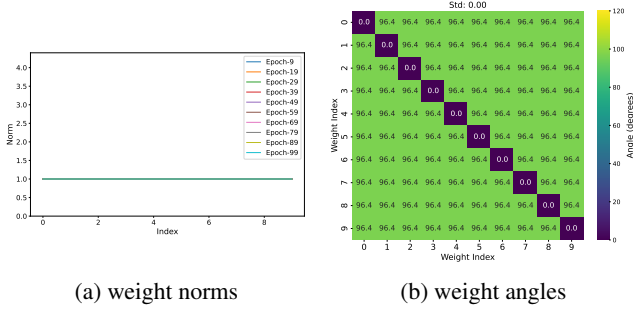 Std: 0.00
Epoch-9
Epoch-19
Epoch-29
Epoch-39
Epoch-49
Epoch-59
Epoch-69
Epoch-79
Epoch-89
Epoch-99
4.0
3.5
3.0
2.5
2.0
1.5
1.0
0.5
0.0
Norm
0 2 4 6 8
Index
0 0.0 96.4 96.4 96.4 96.4 96.4 96.4 96.4 96.4 96.4
1 96.4 0.0 96.4 96.4 96.4 96.4 96.4 96.4 96.4 96.4
2 96.4 96.4 0.0 96.4 96.4 96.4 96.4 96.4 96.4 96.4
3 96.4 96.4 96.4 0.0 96.4 96.4 96.4 96.4 96.4 96.4
4 96.4 96.4 96.4 96.4 0.0 96.4 96.4 96.4 96.4 96.4
5 96.4 96.4 96.4 96.4 96.4 0.0 96.4 96.4 96.4 96.4
6 96.4 96.4 96.4 96.4 96.4 96.4 0.0 96.4 96.4 96.4
7 96.4 96.4 96.4 96.4 96.4 96.4 96.4 0.0 96.4 96.4
8 96.4 96.4 96.4 96.4 96.4 96.4 96.4 96.4 0.0 96.4
9 96.4 96.4 96.4 96.4 96.4 96.4 96.4 96.4 96.4 0.0
Weight Index
0 1 2 3 4 5 6 7 8 9
Weight Index
120
100
80
60
40
20
0
Angle (degrees)
(a) weight norms
(b) weight angles